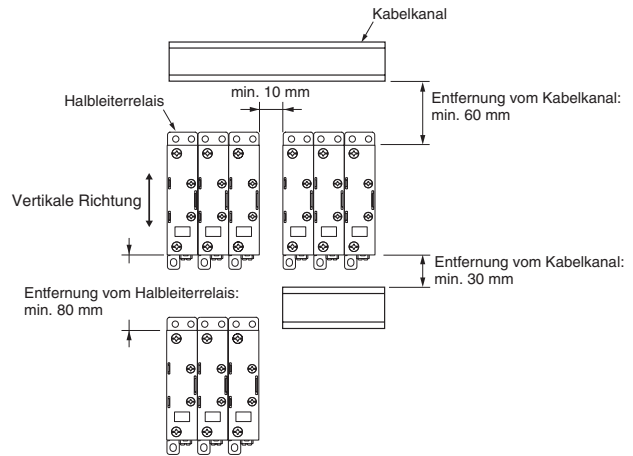 Kabelkanal
min. 10 mm
Entfernung vom Kabelkanal:
min. 60 mm
Halbleiterrelais
Vertikale Richtung
Entfernung vom Kabelkanal:
min. 30 mm
Entfernung vom Halbleiterrelais:
min. 80 mm